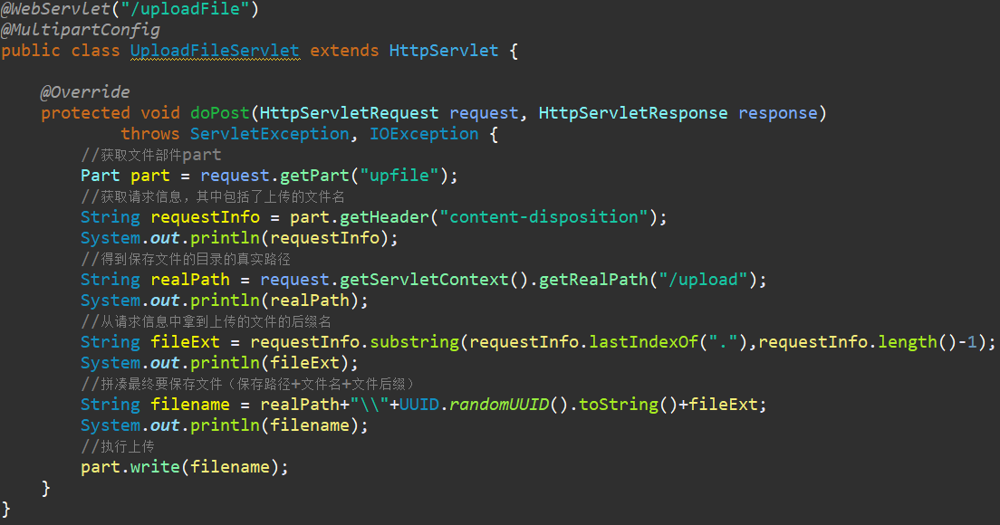 @WebServlet("/uploadFile")
@MultipartConfig
public class UploadFileServlet extends HttpServlet {
@Override
protected void doPost(HttpServletRequest request, HttpServletResponse response)
throws ServletException, IOException {
//获取文件部件part
Part part = request.getPart("upfile");
//获取请求信息，其中包括了上传的文件名
String requestInfo = part.getHeader("content-disposition");
System.out.println(requestInfo);
//得到保存文件的目录的真实路径
String realPath = request.getServletContext().getRealPath("/upload");
System.out.println(realPath);
//从请求信息中拿到上传的文件的后缀名
String fileExt = requestInfo.substring(requestInfo.lastIndexOf("."),requestInfo.length()-1);
System.out.println(fileExt);
//拼凑最终要保存文件（保存路径+文件名+文件后缀）
String filename = realPath+"\\"+UUID.randomUUID().toString()+fileExt;
System.out.println(filename);
//执行上传
part.write(filename);
}
}